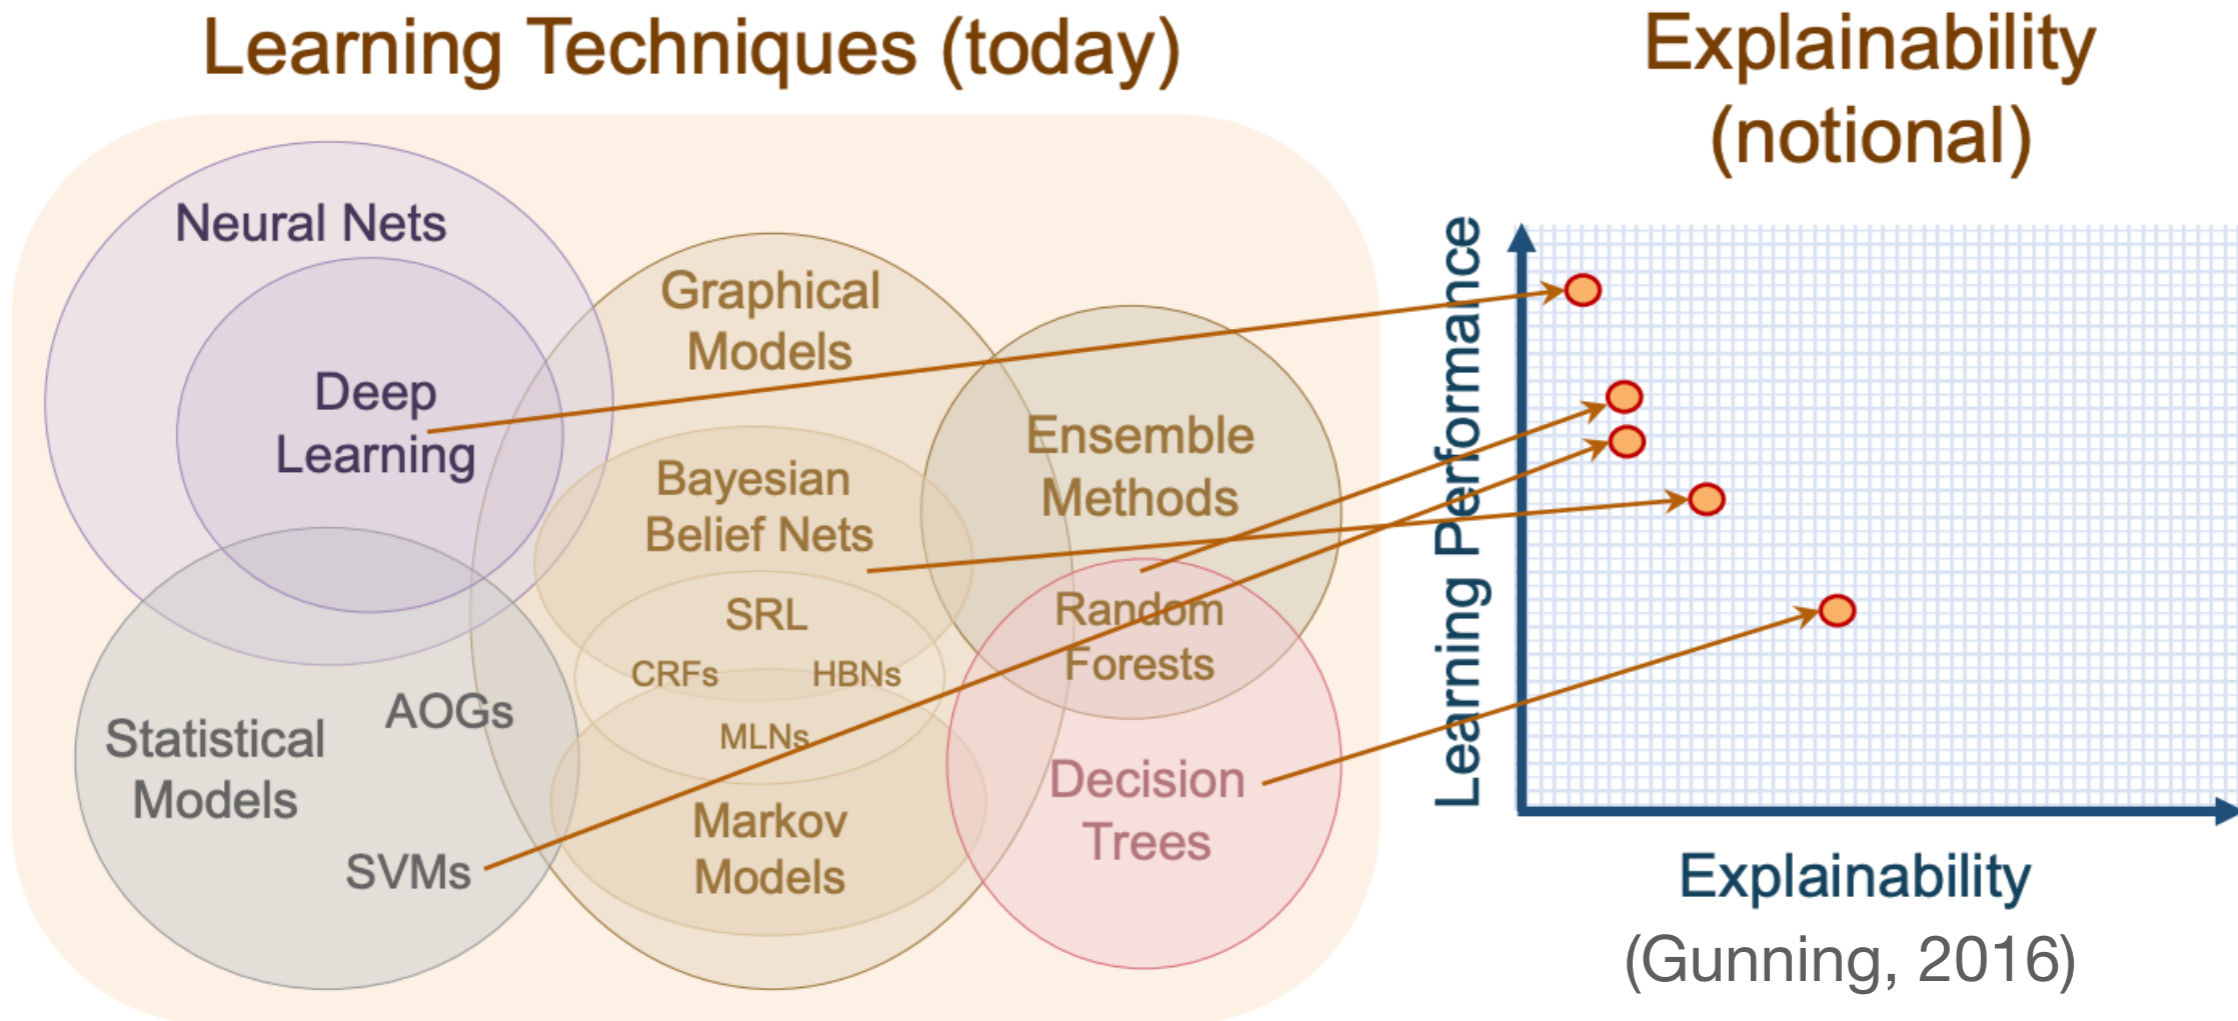 Learning Techniques (today)
Neural Nets
Deep
Learning
Graphical
Models
Bayesian
Belief Nets
SRL
CRFs
HBNs
MLNs
Markov
Models
Ensemble
Methods
Random
Forests
Decision
Trees
Statistical
Models
AOGs
SVMs
Explainability
(notional)
Learning Performance
Explainability
(Gunning, 2016)